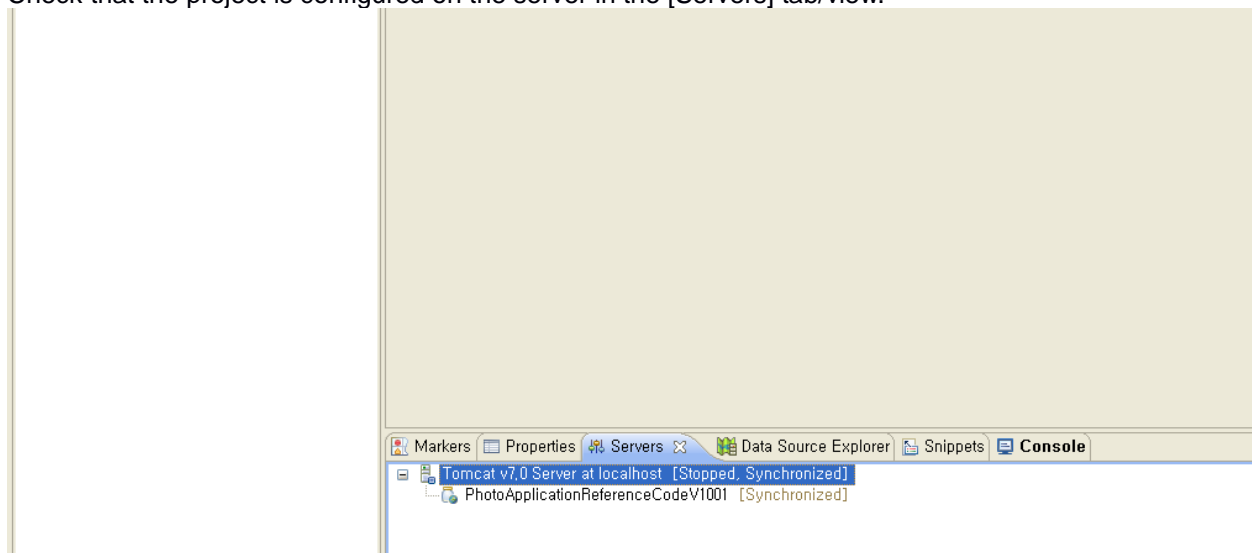 Check that the project is configured on the server in the [Servers] tab/view.
Markers Properties Servers Data Source Explorer Snippets Console
Tomcat v7,0 Server at localhost [Stopped, Synchronized]
PhotoApplicationReferenceCodeV1001 [Synchronized]